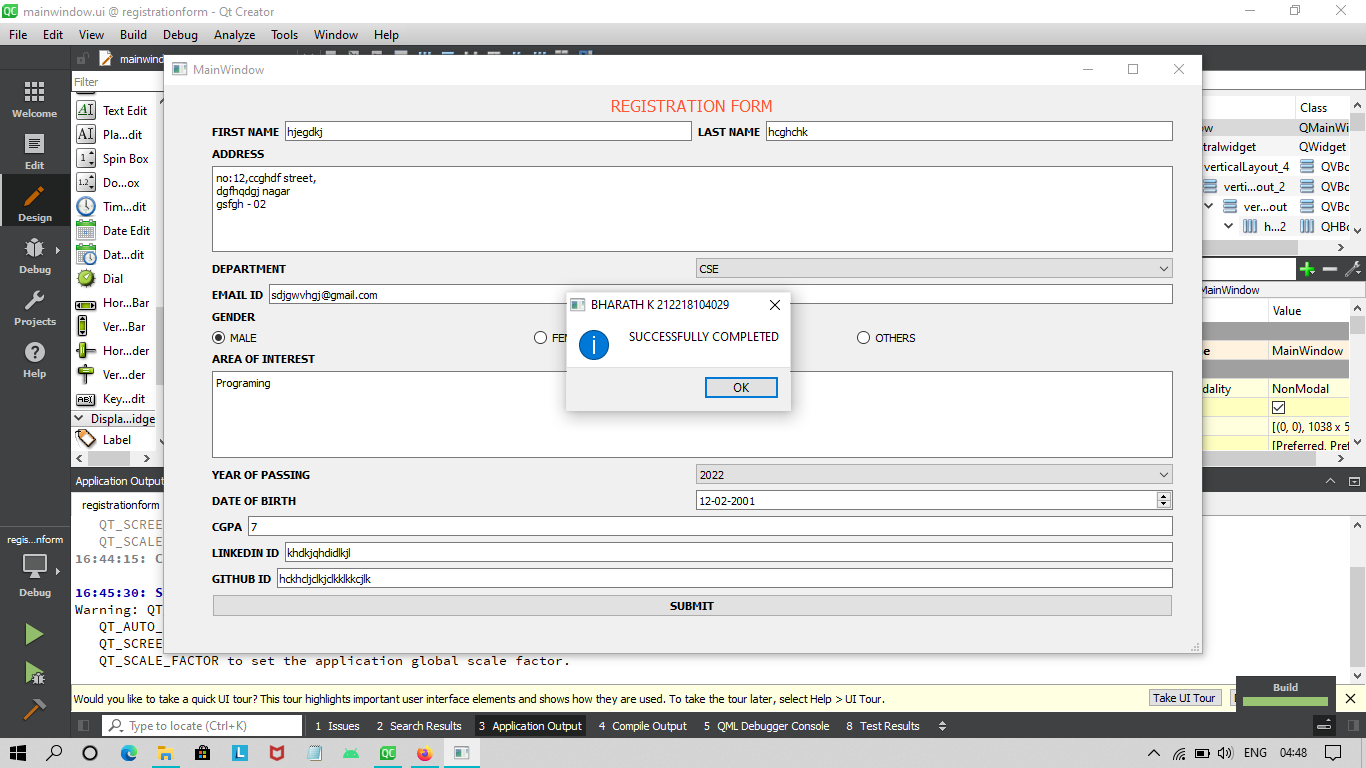 mainwindow.ui @ registrationform - Qt Creator
File Edit View Build Debug Analyze Tools Window Help
Welcome
Edit
Design
Debug
Projects
Help
regis...nform
Debug
mainwind
Filter
Text Edit
Pla...dit
Spin Box
Do...ox
Tim...dit
Date Edit
Dat...dit
Dial
Hor...Bar
Ver...Bar
Hor...der
Ver...der
Key...dit
Displa...idge
Label
MainWindow
REGISTRATION FORM
FIRST NAME hjegdkj LAST NAME hcghchk
ADDRESS
no:12,ccghdf street,
dgfhqdgj nagar
gsfgh - 02
DEPARTMENT CSE
EMAIL ID sdjgwvhgj@gmail.com
GENDER
MALE FEM OTHERS
AREA OF INTEREST
Programing
YEAR OF PASSING 2022
DATE OF BIRTH 12-02-2001
CGPA 7
LINKEDIN ID khdkjqhdidlkjl
GITHUB ID hckhcljclkjclkklkkcjlk
SUBMIT
BHARATH K 212218104029
SUCCESSFULLY COMPLETED
OK
Class
ow QMainWi
ntralwidget QWidget
verticalLayout_4 QVBo
verti...out_2 QVBo
ver...out QVBo
h...2 QHBo
MainWindow
Value
MainWindow
dality NonModal
[(0, 0), 1038 x 5
[Preferred, Pref
Application Output
registrationform
QT_SCREE
QT_SCALE
16:44:15: C
16:45:30: S
Warning: QT
QT_AUTO_
QT_SCREE
QT_SCALE_FACTOR to set the application global scale factor.
Would you like to take a quick UI tour? This tour highlights important user interface elements and shows how they are used. To take the tour later, select Help > UI Tour.
Take UI Tour
Build
Type to locate (Ctrl+K) 1 Issues 2 Search Results 3 Application Output 4 Compile Output 5 QML Debugger Console 8 Test Results
ENG 04:48